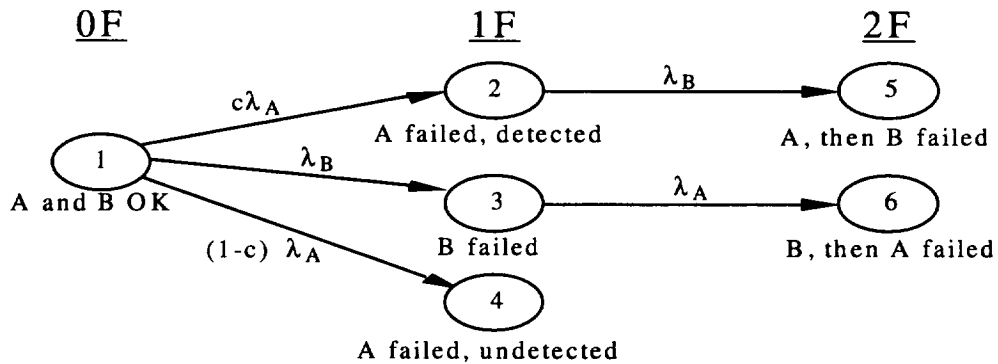 0F 1F 2F
2 λB 5
cλA
A failed, detected A, then B failed
1 λB
A and B OK 3 λA 6
(1-c) λA B failed B, then A failed
4
A failed, undetected